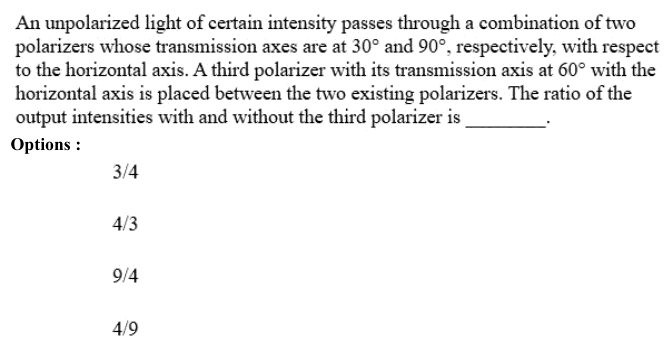 An unpolarized light of certain intensity passes through a combination of two
polarizers whose transmission axes are at 30° and 90°, respectively, with respect
to the horizontal axis. A third polarizer with its transmission axis at 60° with the
horizontal axis is placed between the two existing polarizers. The ratio of the
output intensities with and without the third polarizer is ________.
Options :
3/4
4/3
9/4
4/9